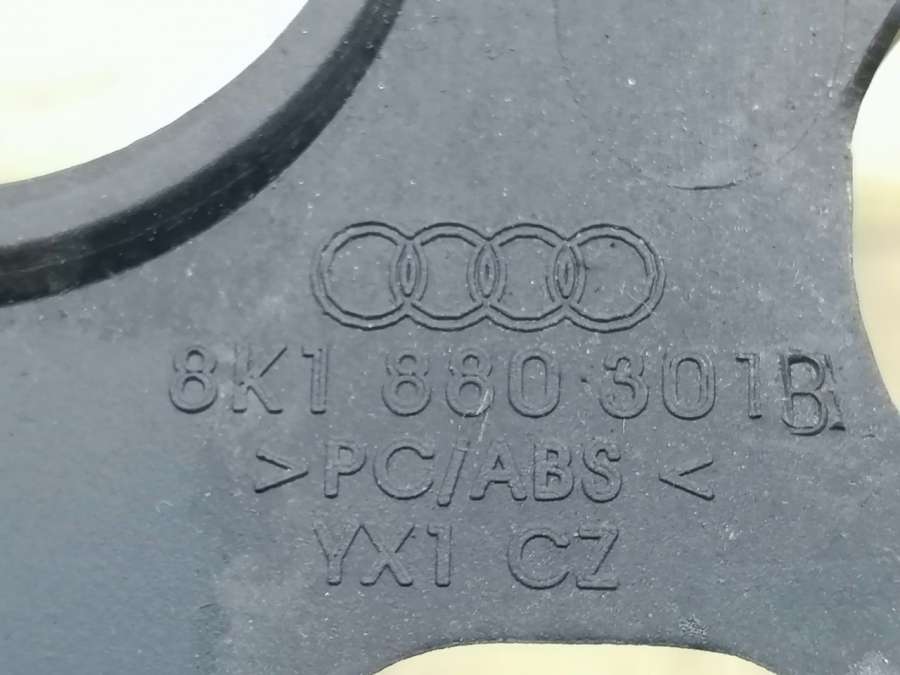 8K1 880 301B
>PC/ABS<
YX1 CZ